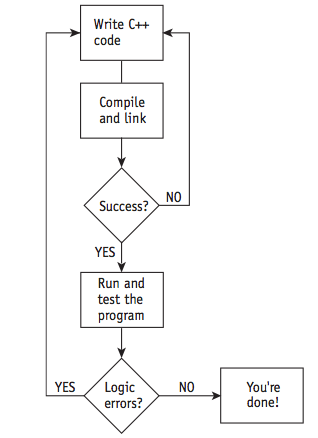 Write C++
code
Compile
and link
Success?
NO
YES
Run and
test the
program
YES
Logic
errors?
NO
You're
done!